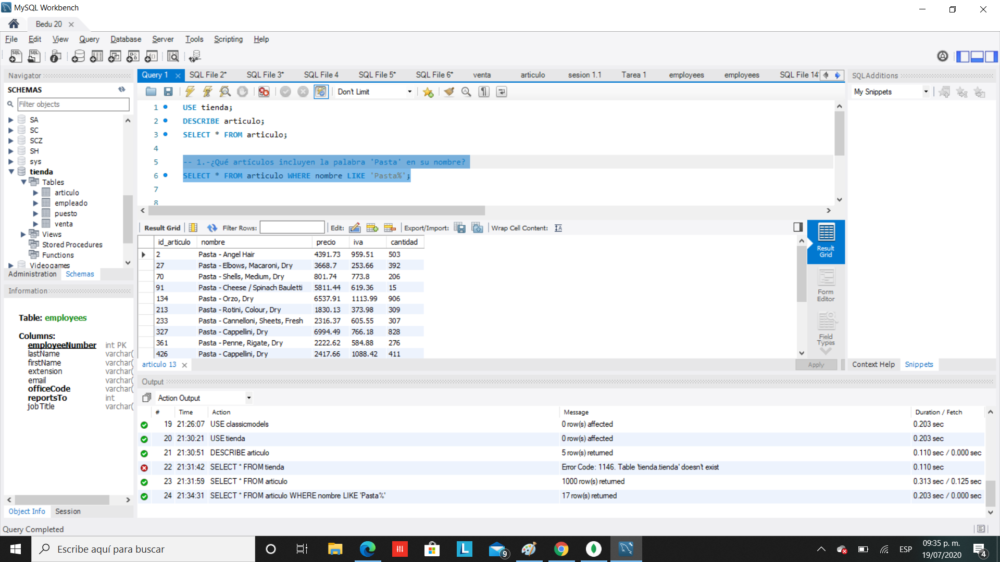 MySQL Workbench
Bedu 20
File Edit View Query Database Server Tools Scripting Help
Navigator
SCHEMAS
Filter objects
SA
SC
SCZ
SH
sys
tienda
Tables
articulo
empleado
puesto
venta
Views
Stored Procedures
Functions
Videogames
Administration Schemas
Information
Table: employees
Columns:
employeeNumber int PK
lastName varchar(
firstName varchar(
extension varchar(
email varchar(
officeCode varchar(
reportsTo int
jobTitle varchar(
Object Info Session
Query 1 SQL File 2* SQL File 3* SQL File 4 SQL File 5* SQL File 6* venta articulo sesion 1.1 Tarea 1 employees employees SQL File 14*
Don't Limit
1 USE tienda;
2 DESCRIBE articulo;
3 SELECT * FROM articulo;
4
5 -- 1.-¿Qué artículos incluyen la palabra 'Pasta' en su nombre?
6 SELECT * FROM articulo WHERE nombre LIKE 'Pasta%';
7
8
Result Grid Filter Rows: Edit: Export/Import: Wrap Cell Content:
id_articulo nombre precio iva cantidad
2 Pasta - Angel Hair 4391.73 959.51 503
27 Pasta - Elbows, Macaroni, Dry 3668.7 253.66 392
70 Pasta - Shells, Medium, Dry 801.74 773.8 206
91 Pasta - Cheese / Spinach Bauletti 5811.44 619.36 15
134 Pasta - Orzo, Dry 6537.91 1113.99 906
213 Pasta - Rotini, Colour, Dry 1830.13 373.98 309
233 Pasta - Cannelloni, Sheets, Fresh 2316.37 605.55 307
327 Pasta - Cappellini, Dry 6994.49 766.18 828
361 Pasta - Penne, Rigate, Dry 2222.62 584.88 276
426 Pasta - Cappellini, Dry 2417.66 1088.42 411
Result
Grid
Form
Editor
Field
Types
articulo 13
Apply
SQLAdditions
My Snippets
Context Help Snippets
Output
Action Output
# Time Action Message Duration / Fetch
19 21:26:07 USE classicmodels 0 row(s) affected 0.203 sec
20 21:30:21 USE tienda 0 row(s) affected 0.203 sec
21 21:30:51 DESCRIBE articulo 5 row(s) returned 0.110 sec / 0.000 sec
22 21:31:42 SELECT * FROM tienda Error Code: 1146. Table 'tienda.tienda' doesn't exist 0.110 sec
23 21:31:59 SELECT * FROM articulo 1000 row(s) returned 0.313 sec / 0.125 sec
24 21:34:31 SELECT * FROM articulo WHERE nombre LIKE 'Pasta%' 17 row(s) returned 0.203 sec / 0.000 sec
Query Completed
Escribe aquí para buscar
L
9
ESP
09:35 p. m.
19/07/2020
4